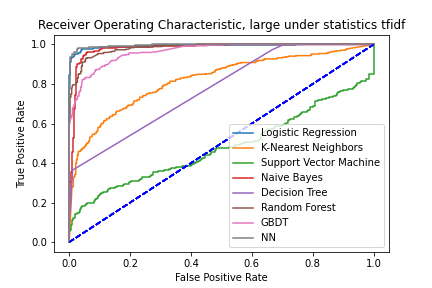 Receiver Operating Characteristic, large under statistics tfidf
True Positive Rate
1.0
0.8
0.6
0.4
0.2
0.0
Logistic Regression
K-Nearest Neighbors
Support Vector Machine
Naive Bayes
Decision Tree
Random Forest
GBDT
NN
0.0 0.2 0.4 0.6 0.8 1.0
False Positive Rate